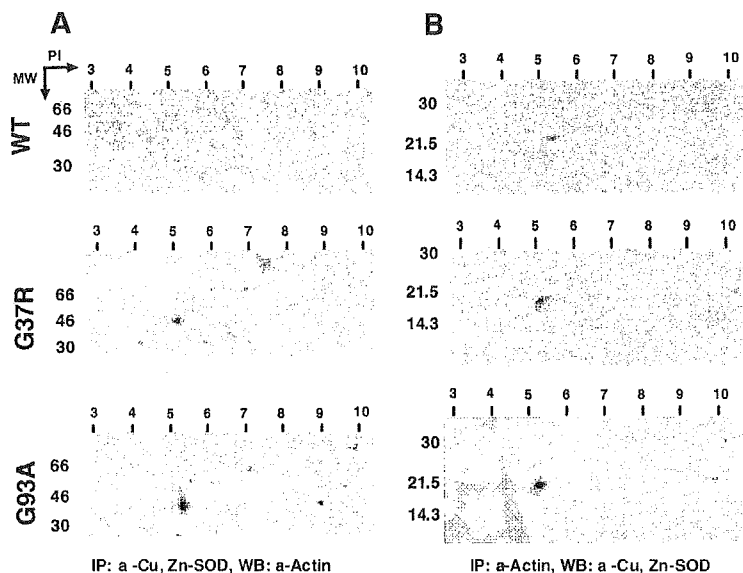 A
B
PI
MW
3 4 5 6 7 8 9 10
3 4 5 6 7 8 9 10
WT
66
46
30
30
21.5
14.3
3 4 5 6 7 8 9 10
3 4 5 6 7 8 9 10
G37R
66
46
30
30
21.5
14.3
3 4 5 6 7 8 9 10
3 4 5 6 7 8 9 10
G93A
66
46
30
30
21.5
14.3
IP: a -Cu, Zn-SOD, WB: a-Actin
IP: a-Actin, WB: a -Cu, Zn-SOD